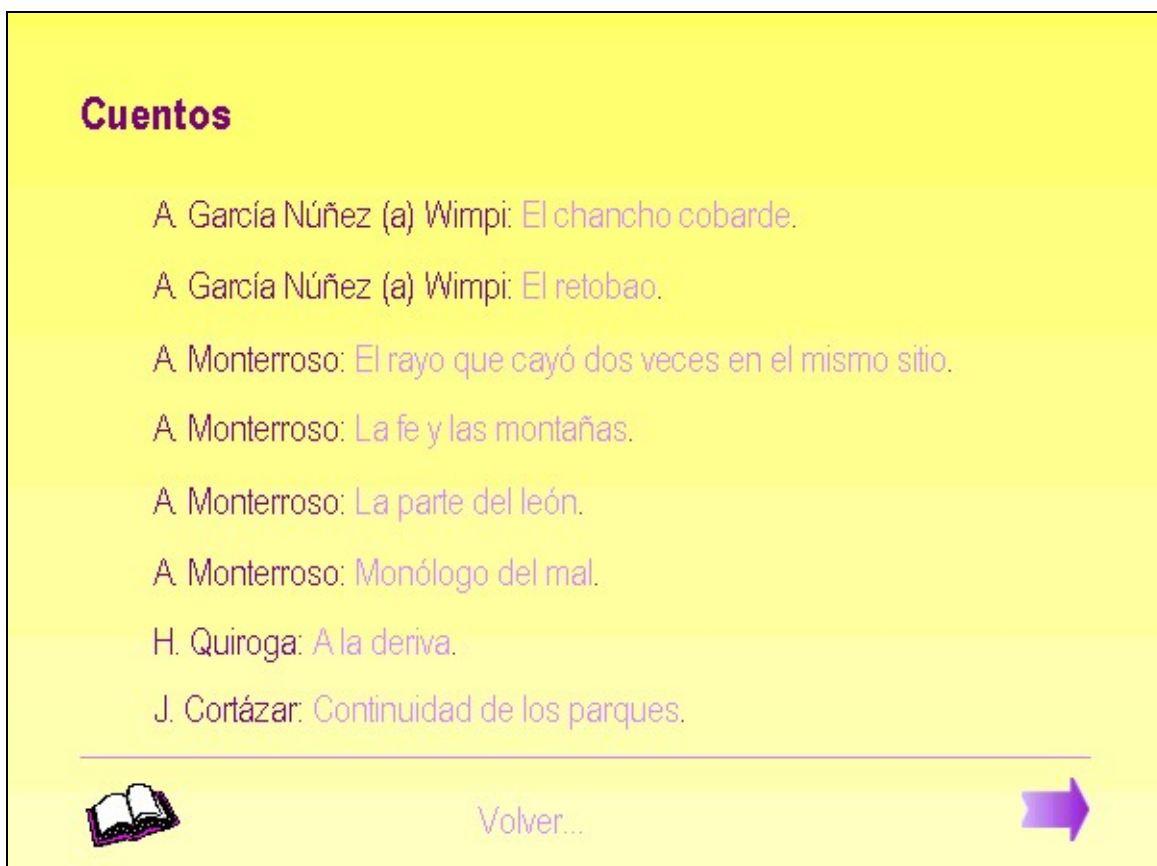 Cuentos
A. García Núñez (a) Wimpi: El chancho cobarde.
A. García Núñez (a) Wimpi: El retobao.
A. Monterroso: El rayo que cayó dos veces en el mismo sitio.
A. Monterroso: La fe y las montañas.
A. Monterroso: La parte del león.
A. Monterroso: Monólogo del mal.
H. Quiroga: A la deriva.
J. Cortázar: Continuidad de los parques.
Volver...